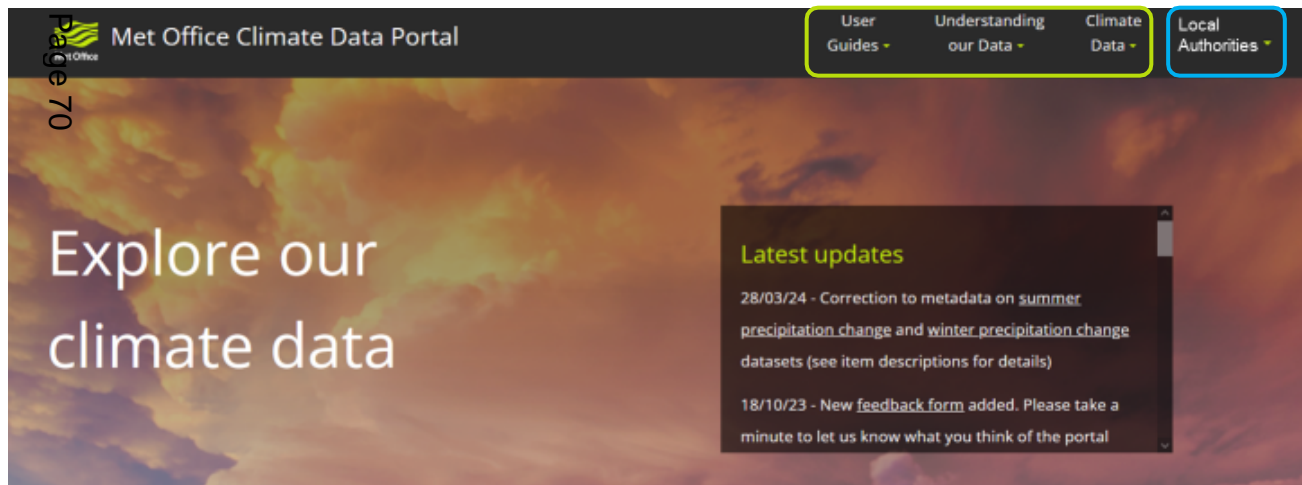 Page 70
Met Office
Met Office Climate Data Portal
User
Guides
Understanding
our Data
Climate
Data
Local
Authorities
Explore our
climate data
Latest updates
28/03/24 - Correction to metadata on summer
precipitation change and winter precipitation change
datasets (see item descriptions for details)
18/10/23 - New feedback form added. Please take a
minute to let us know what you think of the portal